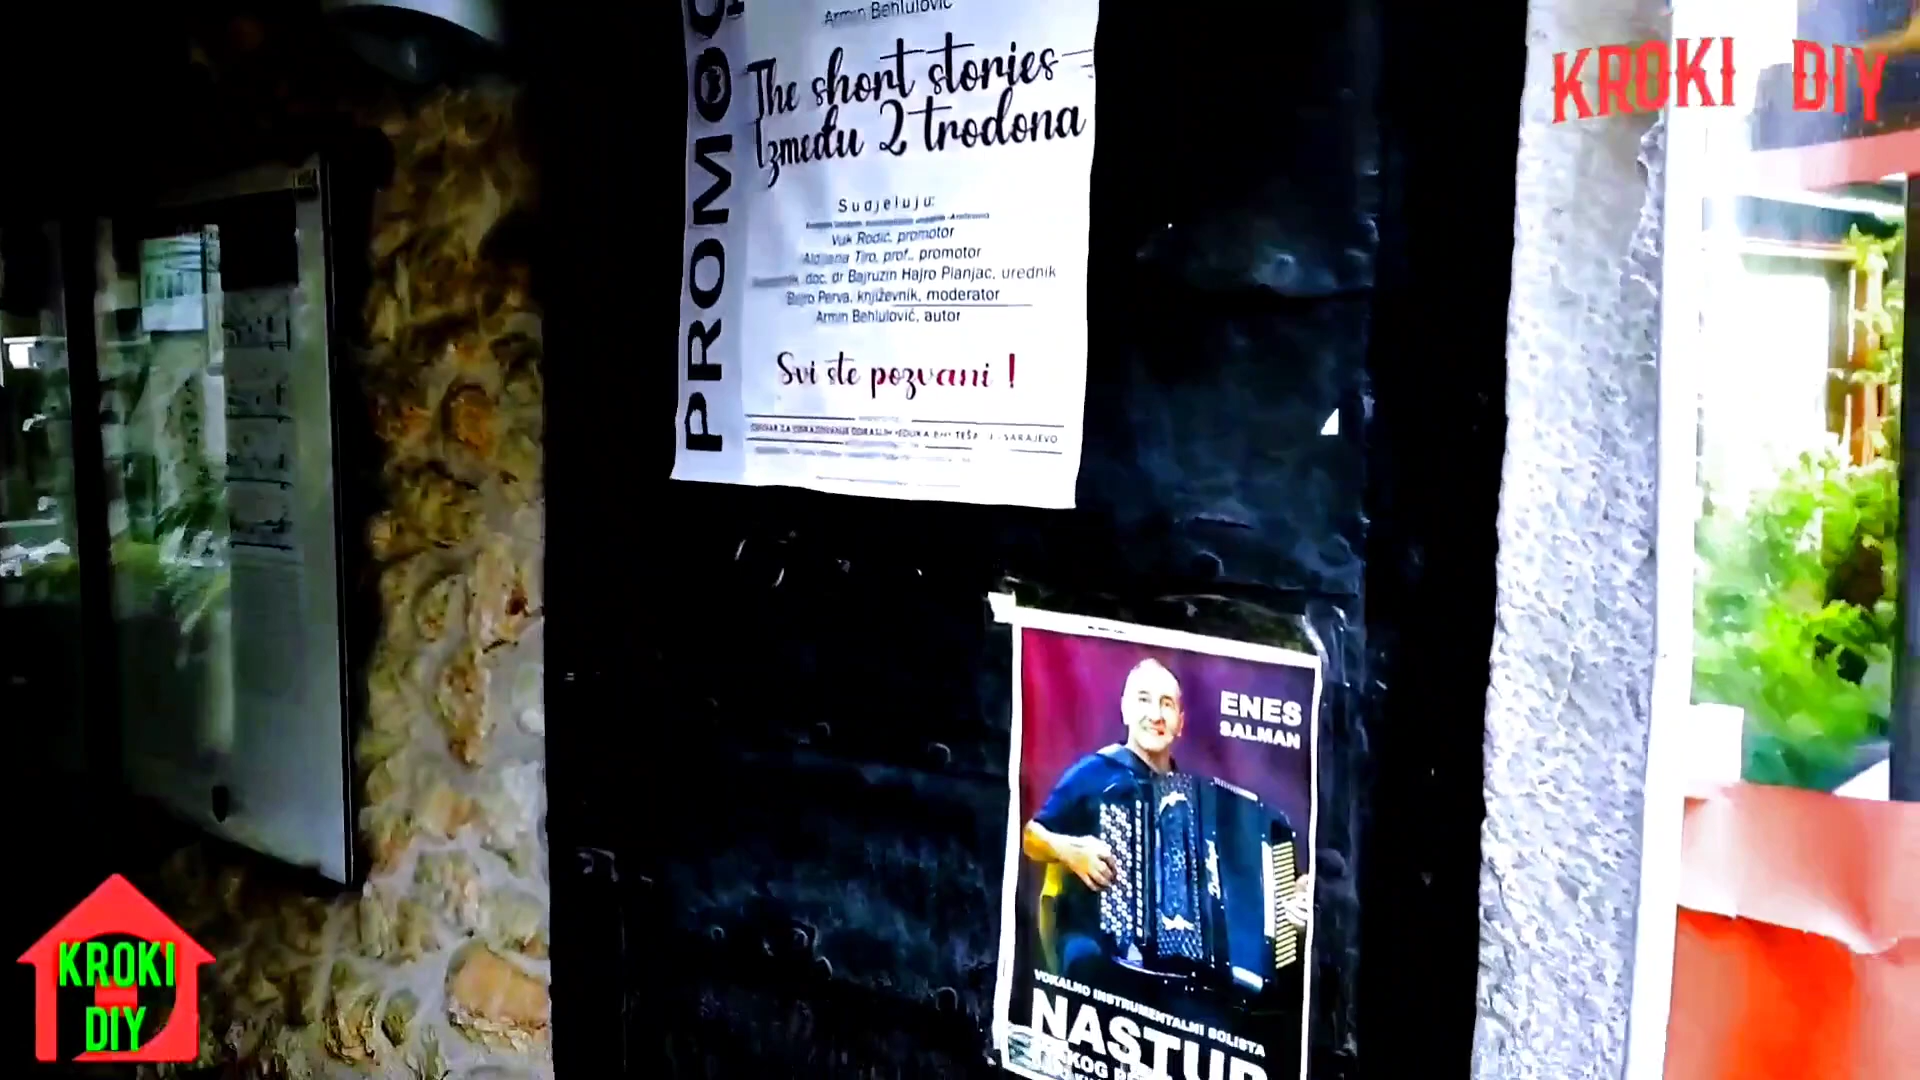 Armin Behlulović
PROMO
The short stories
Između 2 trodona
Sudjeluju:
Vuk Rodić, promotor
Aldijana Tiro, prof., promotor
doc. dr Bajruzin Hajro Planjac, urednik
Bajro Perva, književnik, moderator
Armin Behlulović, autor
Svi ste pozvani !
SARAJEVO
ENES
SALMAN
VOKALNO INSTRUMENTALNI SOLISTA
NASTUP
KROKI DIY
KROKI
DIY